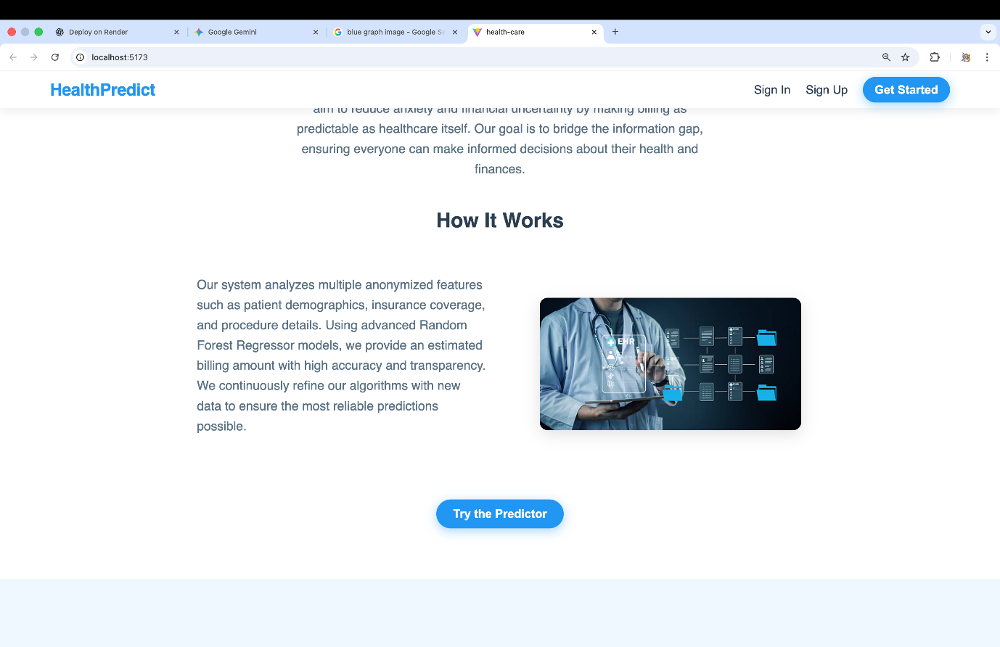 Deploy on Render
Google Gemini
blue graph image - Google Se
health-care
localhost:5173
HealthPredict
Sign In
Sign Up
Get Started
aim to reduce anxiety and financial uncertainty by making billing as
predictable as healthcare itself. Our goal is to bridge the information gap,
ensuring everyone can make informed decisions about their health and
finances.
How It Works
Our system analyzes multiple anonymized features
such as patient demographics, insurance coverage,
and procedure details. Using advanced Random
Forest Regressor models, we provide an estimated
billing amount with high accuracy and transparency.
We continuously refine our algorithms with new
data to ensure the most reliable predictions
possible.
EHR
Try the Predictor